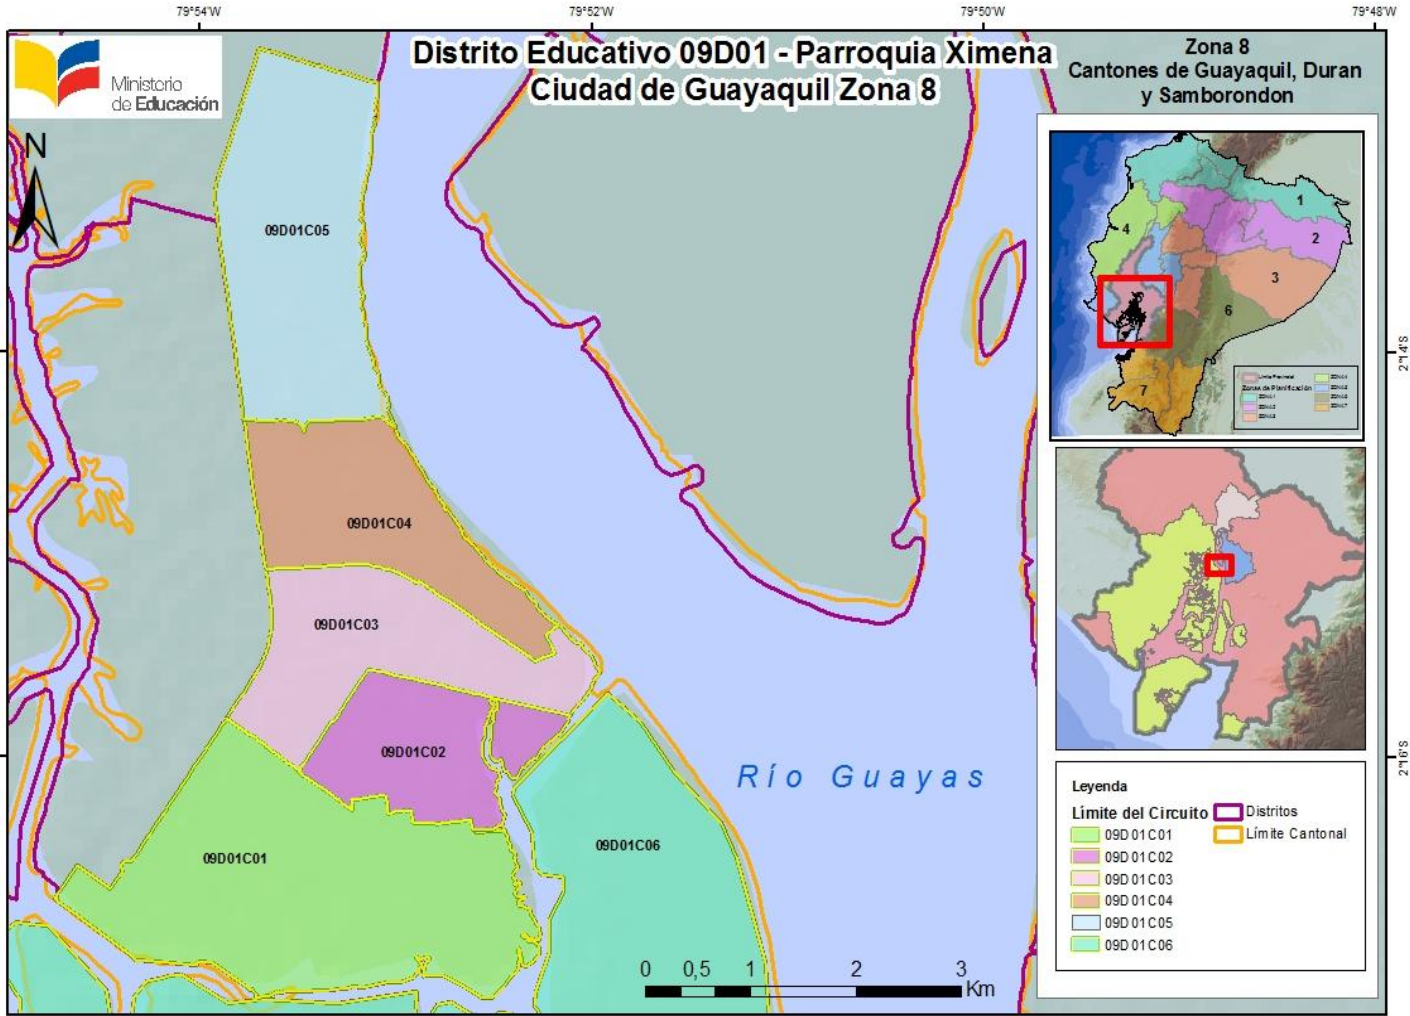 79°54'W
79°52'W
79°50'W
79°48'W
Ministerio
de Educación
Distrito Educativo 09D01 - Parroquia Ximena
Ciudad de Guayaquil Zona 8
Zona 8
Cantones de Guayaquil, Duran
y Samborondon
N
09D01C05
09D01C04
09D01C03
09D01C02
09D01C01
09D01C06
Río Guayas
0 0,5 1 2 3
Km
1
2
3
4
6
7
Zonas de Planificación
2°14'S
2°16'S
Leyenda
Límite del Circuito
09D01C01
09D01C02
09D01C03
09D01C04
09D01C05
09D01C06
Distritos
Límite Cantonal